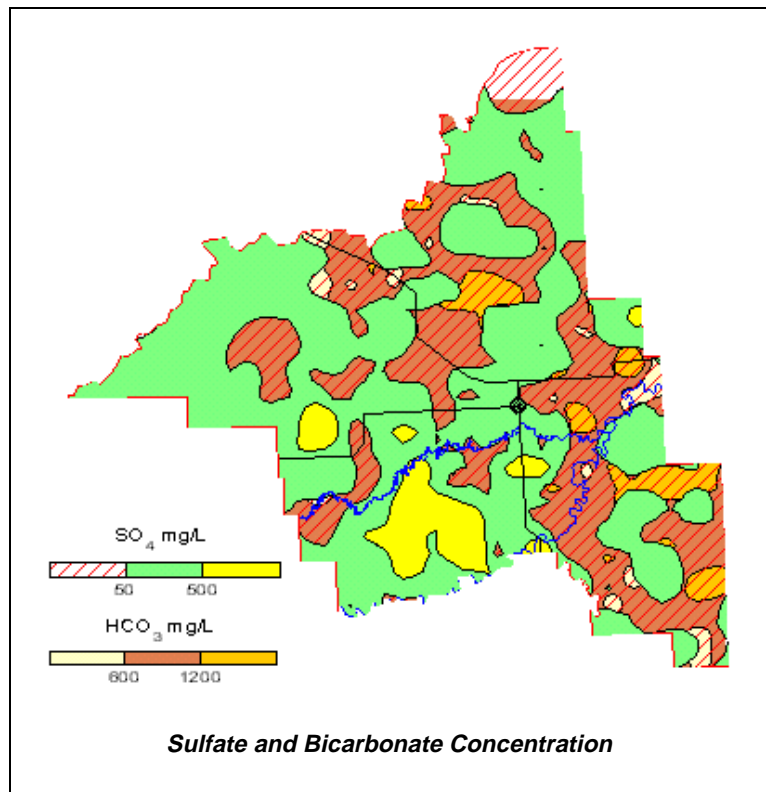 SO4 mg/L
50 500
HCO3 mg/L
600 1200
Sulfate and Bicarbonate Concentration